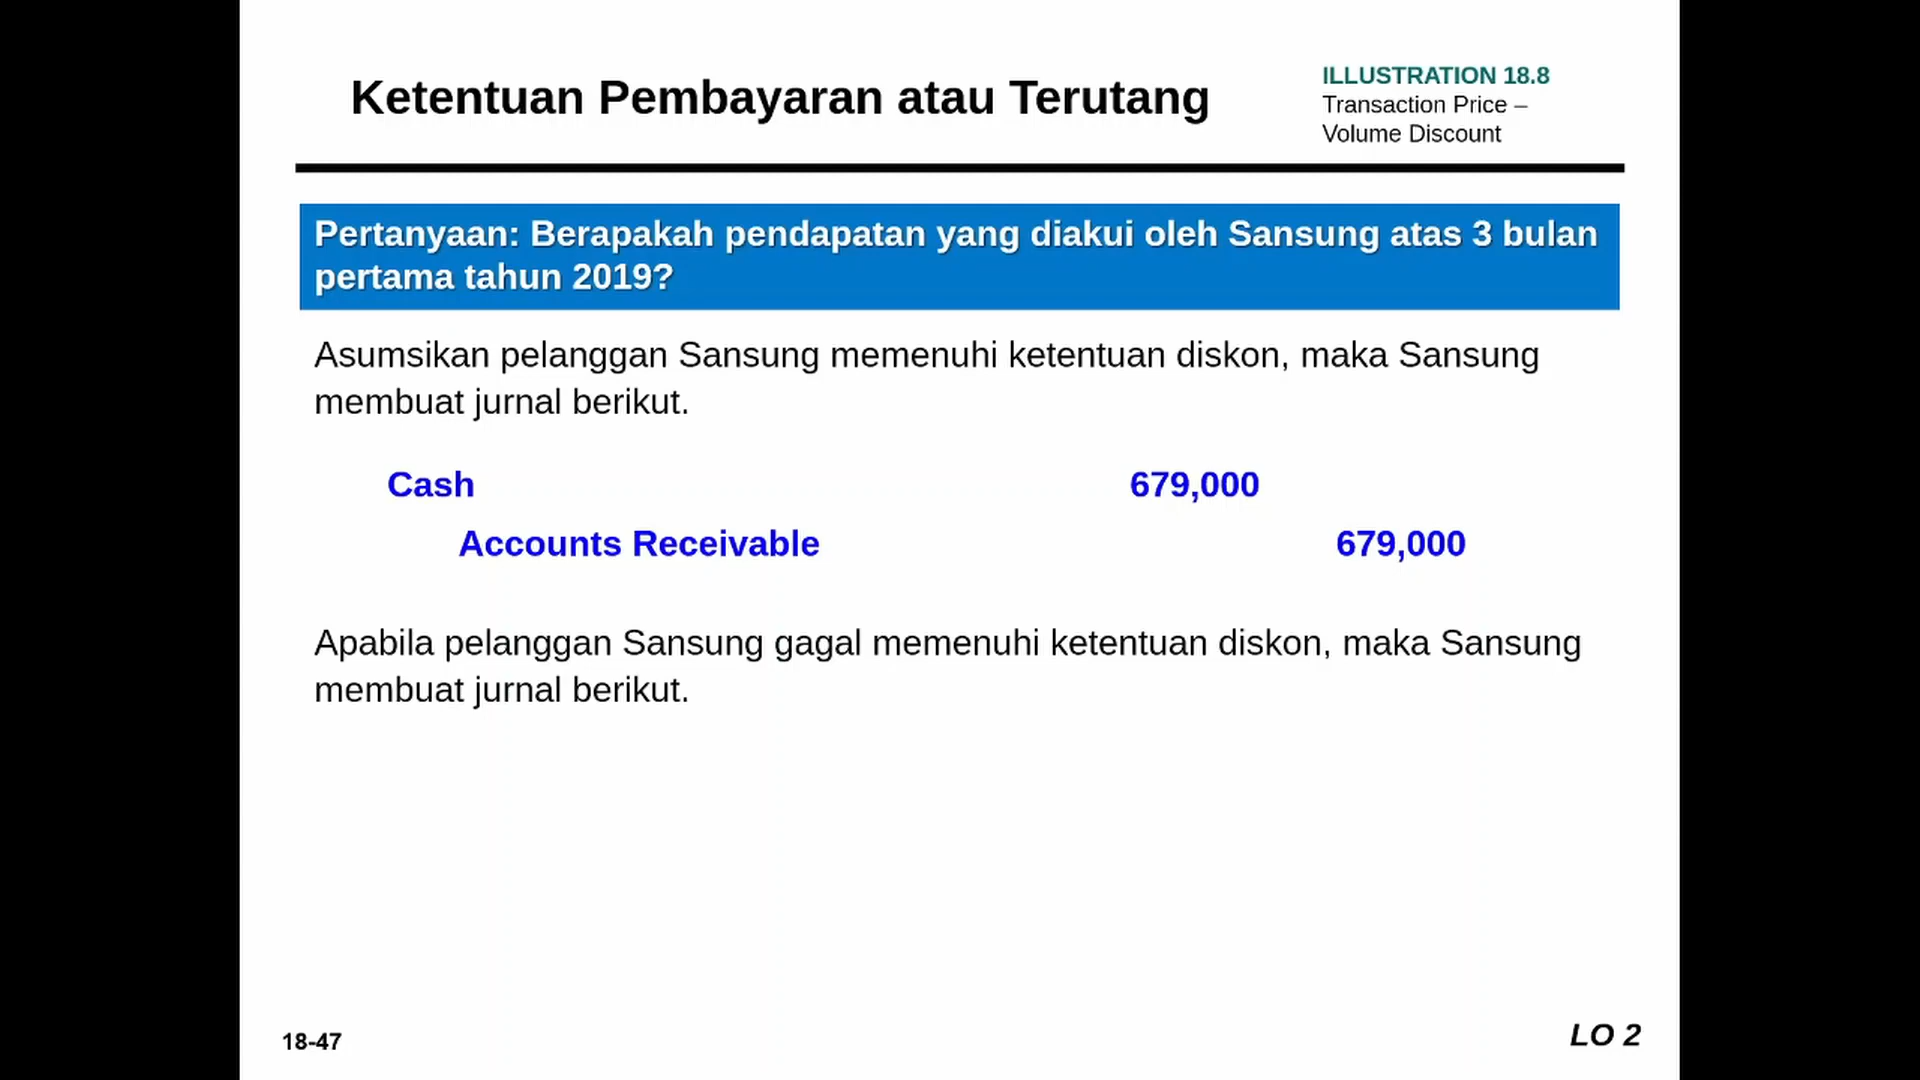 Ketentuan Pembayaran atau Terutang
ILLUSTRATION 18.8
Transaction Price –
Volume Discount
Pertanyaan: Berapakah pendapatan yang diakui oleh Sansung atas 3 bulan
pertama tahun 2019?
Asumsikan pelanggan Sansung memenuhi ketentuan diskon, maka Sansung
membuat jurnal berikut.
Cash 679,000
Accounts Receivable 679,000
Apabila pelanggan Sansung gagal memenuhi ketentuan diskon, maka Sansung
membuat jurnal berikut.
18-47
LO 2